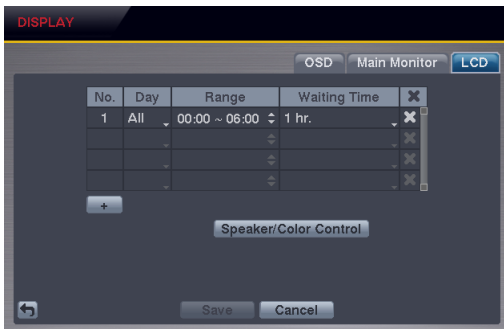 DISPLAY
OSD Main Monitor LCD
No. Day Range Waiting Time
1 All 00:00 ~ 06:00 1 hr.
+
Speaker/Color Control
Save Cancel